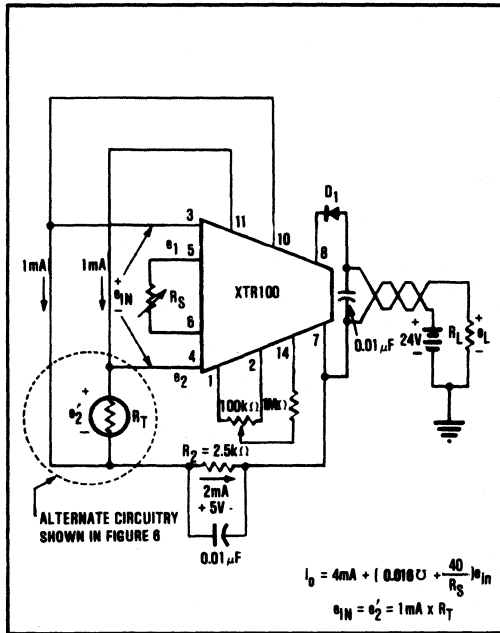 D1
3
11
10
8
1mA
1mA
+
eIN
-
e1
5
RS
6
4
e2
XTR100
1
2
14
7
0.01µF
24V
+
-
RL
+
eL
-
100kΩ
1MΩ
+
e2'
-
RT
R2 = 2.5kΩ
2mA
+ 5V -
0.01µF
ALTERNATE CIRCUITRY
SHOWN IN FIGURE 6
IO = 4mA + ( 0.016℧ + 40/RS )eIn
eIN = e2' = 1mA x RT